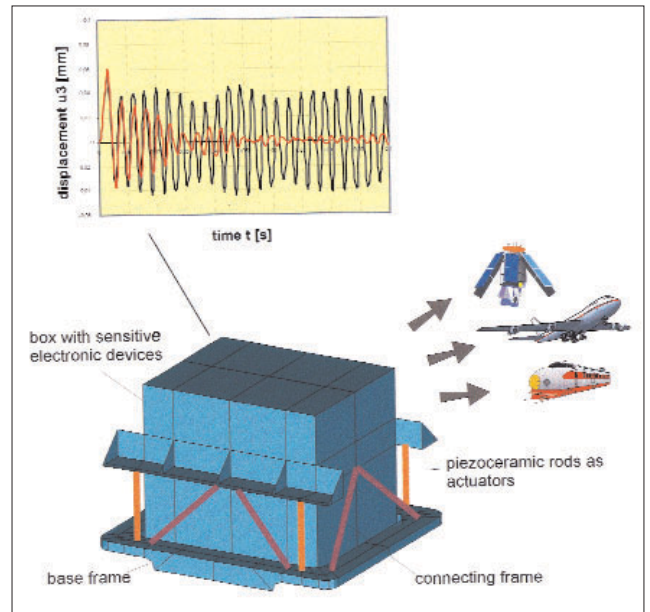 displacement u3 [mm]
time t [s]
box with sensitive
electronic devices
piezoceramic rods as
actuators
base frame
connecting frame